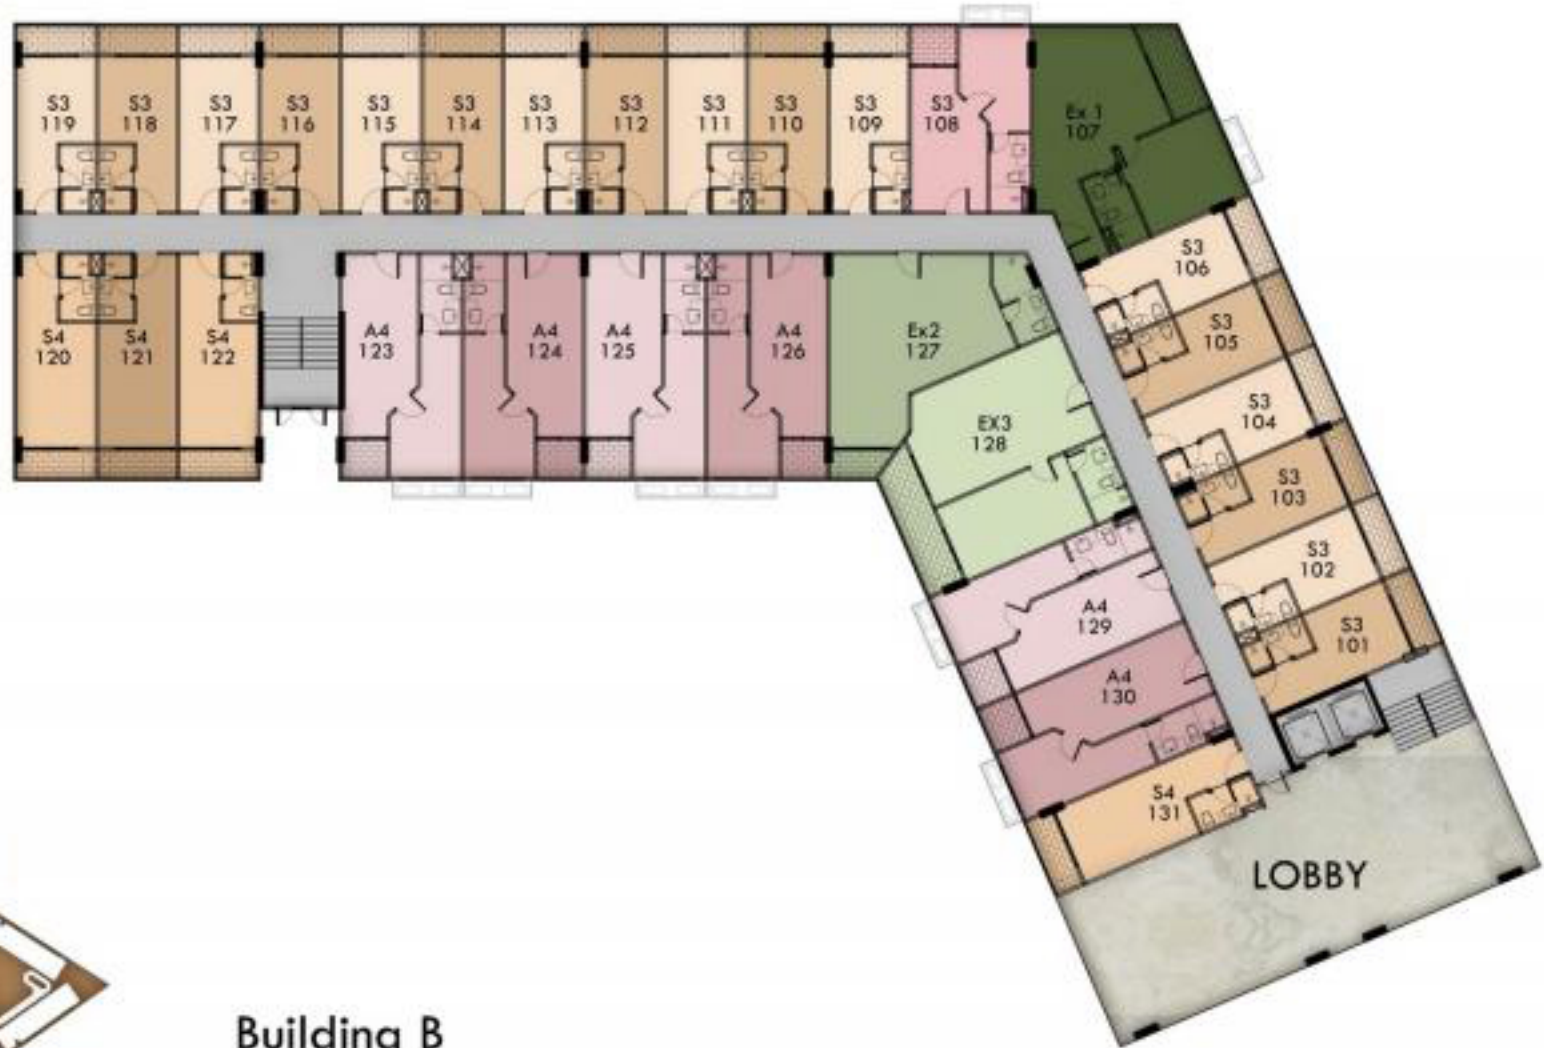 S3
119
S3
118
S3
117
S3
116
S3
115
S3
114
S3
113
S3
112
S3
111
S3
110
S3
109
S3
108
Ex 1
107
S3
106
S3
105
S3
104
S3
103
S3
102
S3
101
S4
120
S4
121
S4
122
A4
123
A4
124
A4
125
A4
126
Ex2
127
EX3
128
A4
129
A4
130
S4
131
LOBBY
Building B